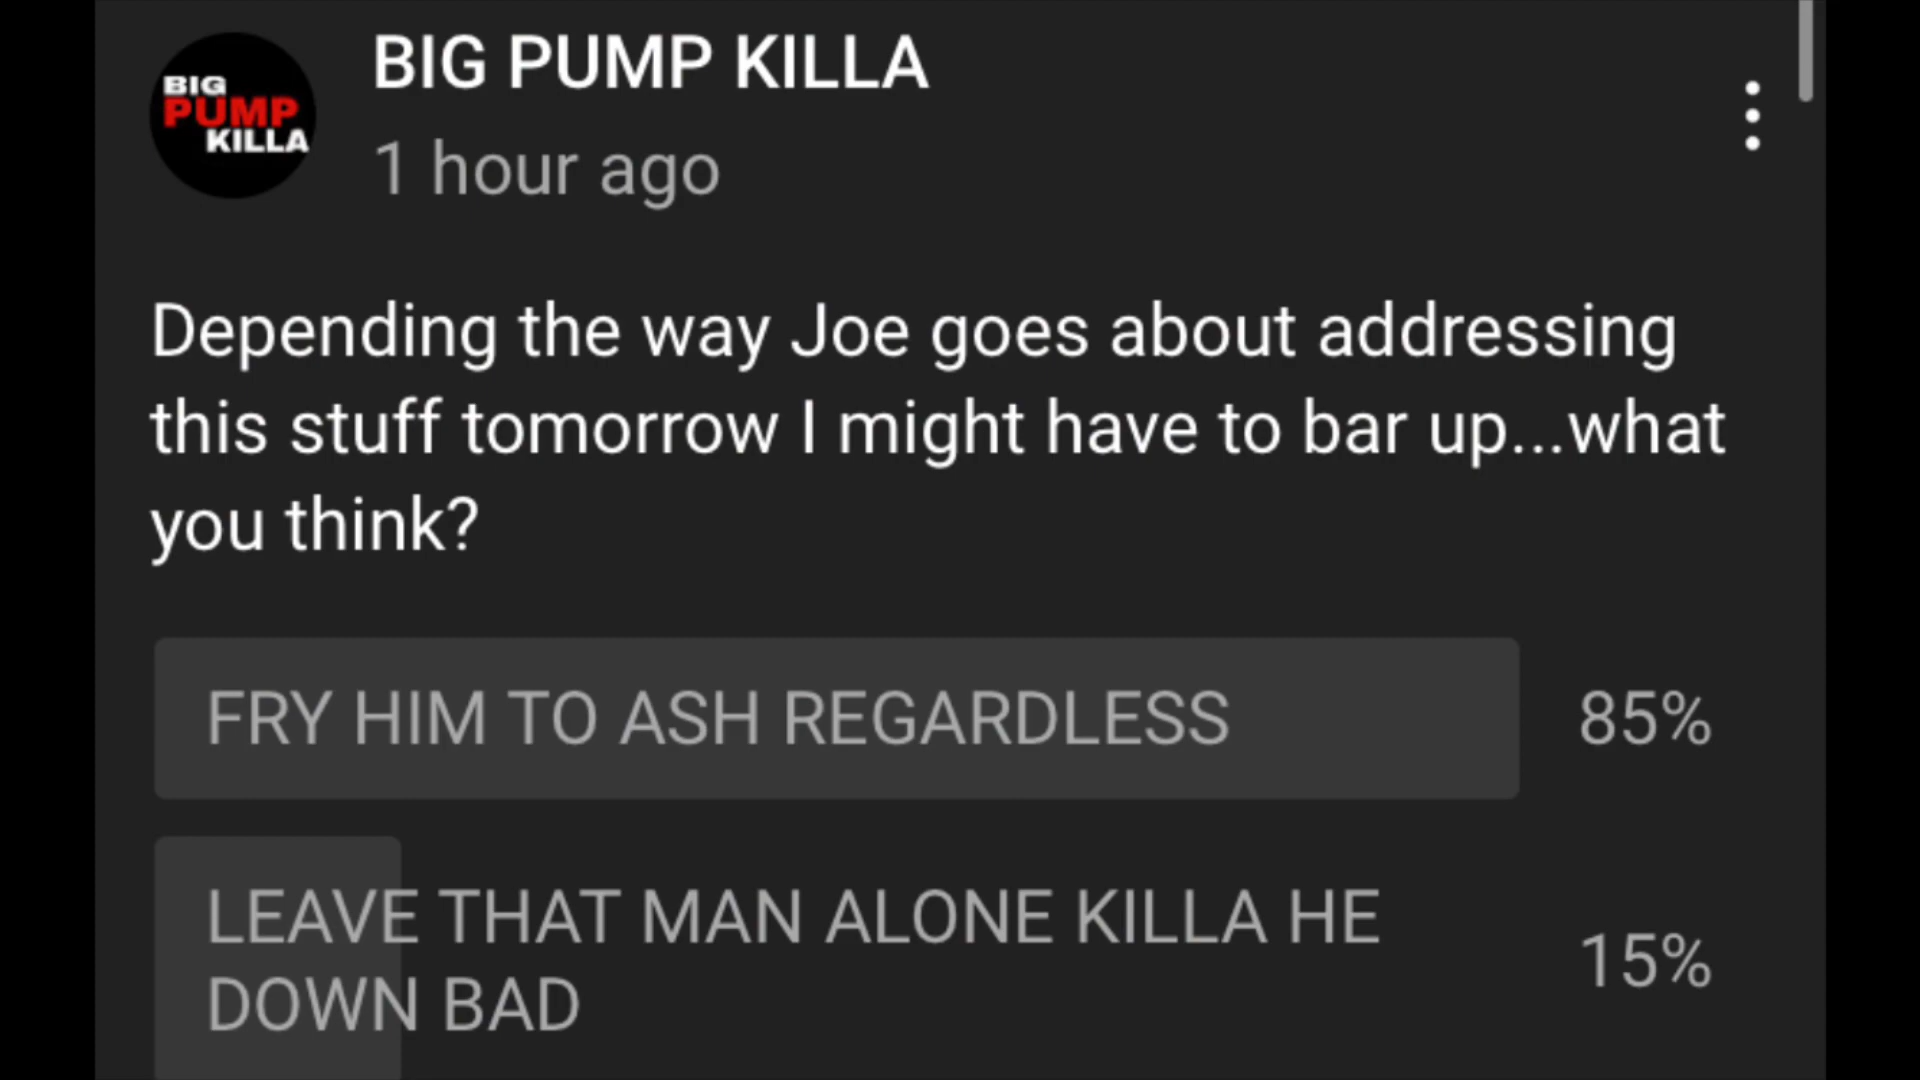 BIG
PUMP
KILLA
BIG PUMP KILLA
1 hour ago
Depending the way Joe goes about addressing
this stuff tomorrow I might have to bar up...what
you think?
FRY HIM TO ASH REGARDLESS
85%
LEAVE THAT MAN ALONE KILLA HE
DOWN BAD
15%